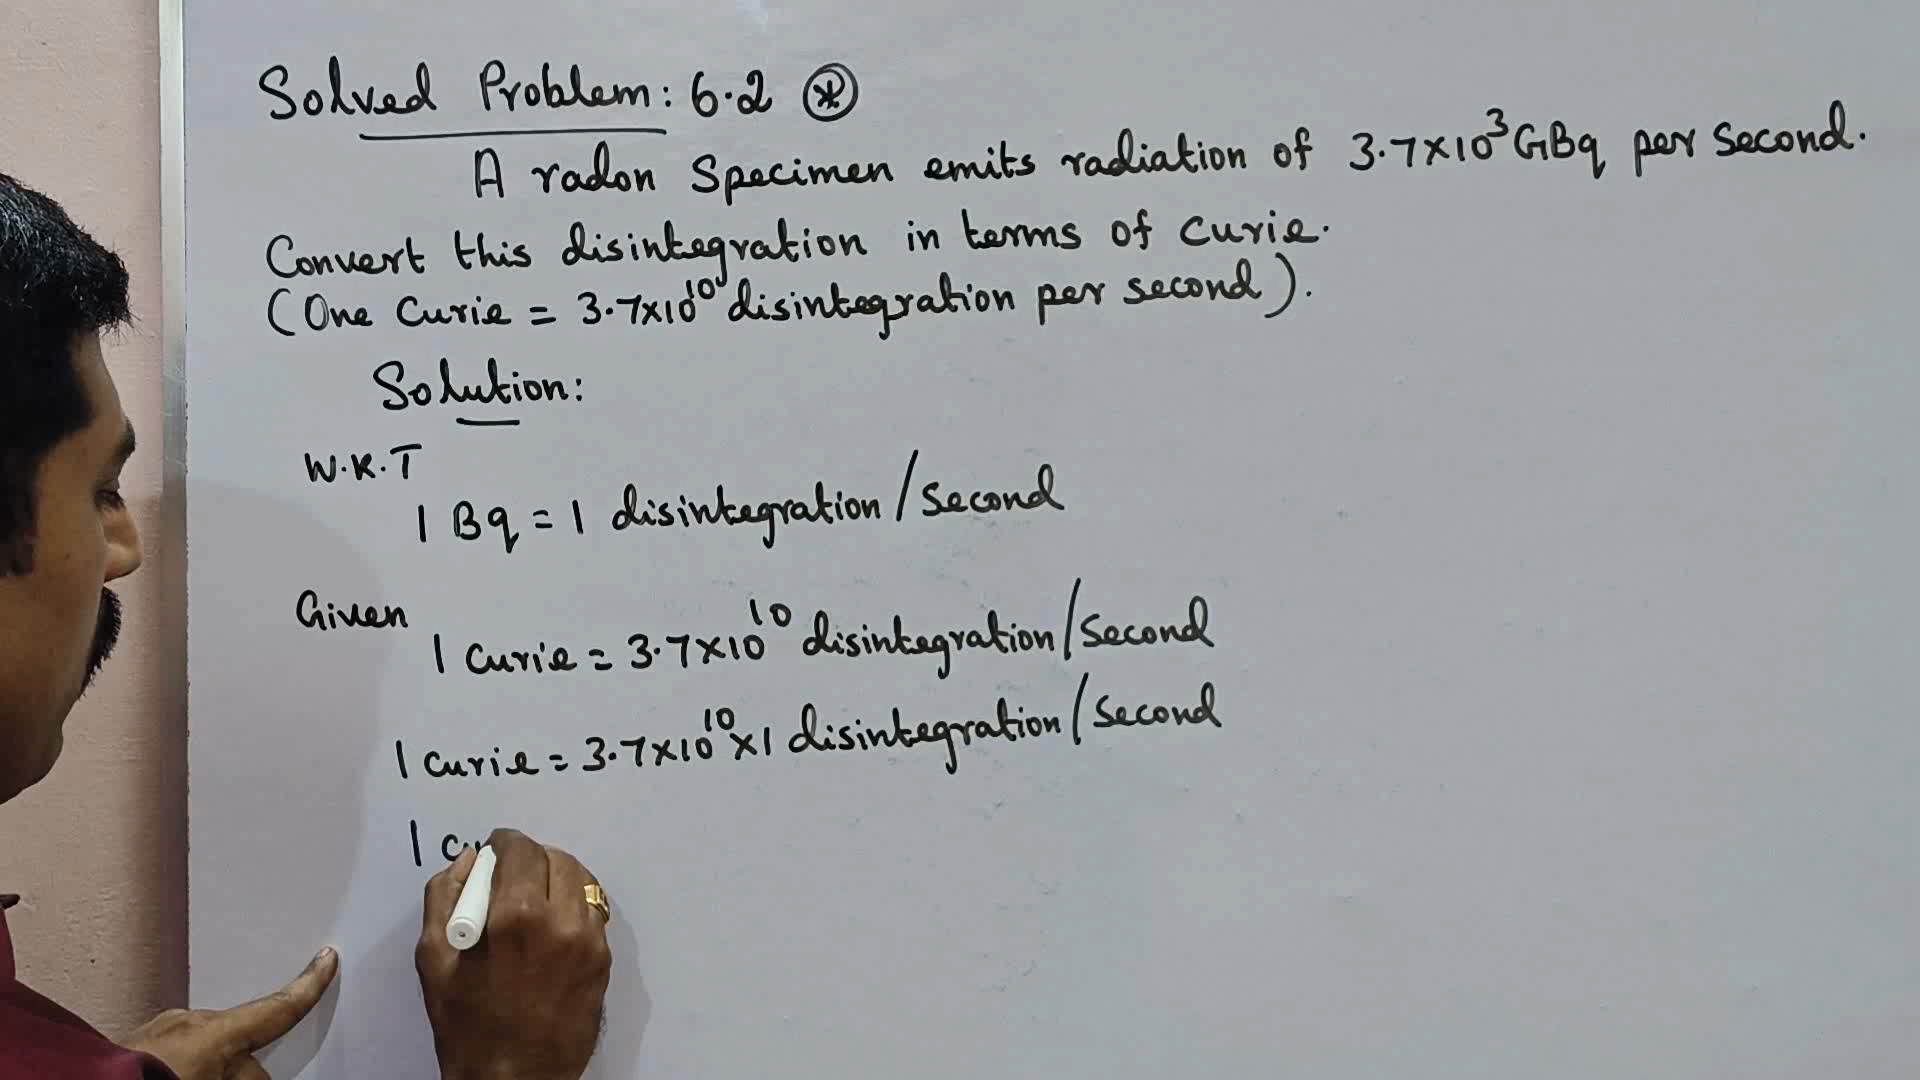 Solved Problem: 6.2 ⊛
A radon Specimen emits radiation of 3.7×10³ GBq per second.
Convert this disintegration in terms of curie.
(One Curie = 3.7×10¹⁰ disintegration per second).
Solution:
W.K.T
1 Bq = 1 disintegration/second
Given
1 curie = 3.7×10¹⁰ disintegration/second
1 curie = 3.7×10¹⁰×1 disintegration/second
1 cu